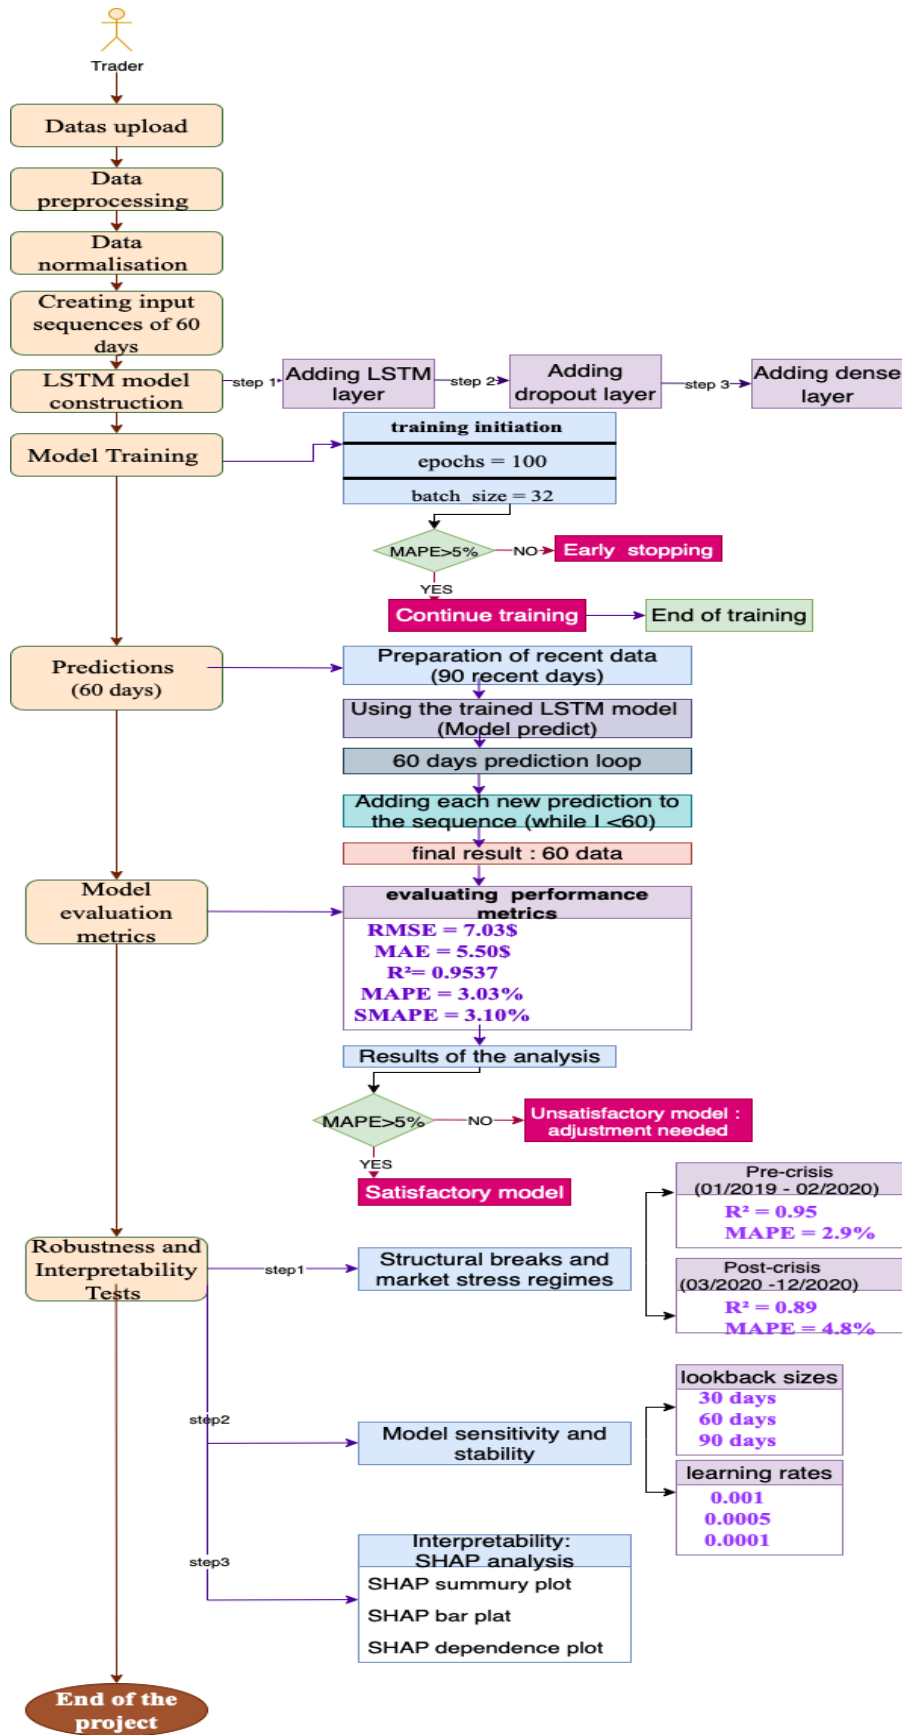 Trader
Datas upload
Data
preprocessing
Data
normalisation
Creating input
sequences of 60
days
LSTM model
construction
step 1
Adding LSTM
layer
step 2
Adding
dropout layer
step 3
Adding dense
layer
Model Training
training initiation
epochs = 100
batch_size = 32
MAPE>5%
NO
Early stopping
YES
Continue training
End of training
Predictions
(60 days)
Preparation of recent data
(90 recent days)
Using the trained LSTM model
(Model predict)
60 days prediction loop
Adding each new prediction to
the sequence (while I <60)
final result : 60 data
Model
evaluation
metrics
evaluating performance
metrics
RMSE = 7.03$
MAE = 5.50$
R²= 0.9537
MAPE = 3.03%
SMAPE = 3.10%
Results of the analysis
MAPE>5%
NO
Unsatisfactory model :
adjustment needed
YES
Satisfactory model
Robustness and
Interpretability
Tests
step1
Structural breaks and
market stress regimes
Pre-crisis
(01/2019 - 02/2020)
R² = 0.95
MAPE = 2.9%
Post-crisis
(03/2020 -12/2020)
R² = 0.89
MAPE = 4.8%
step2
Model sensitivity and
stability
lookback sizes
30 days
60 days
90 days
learning rates
0.001
0.0005
0.0001
step3
Interpretability:
SHAP analysis
SHAP summury plot
SHAP bar plat
SHAP dependence plot
End of the
project